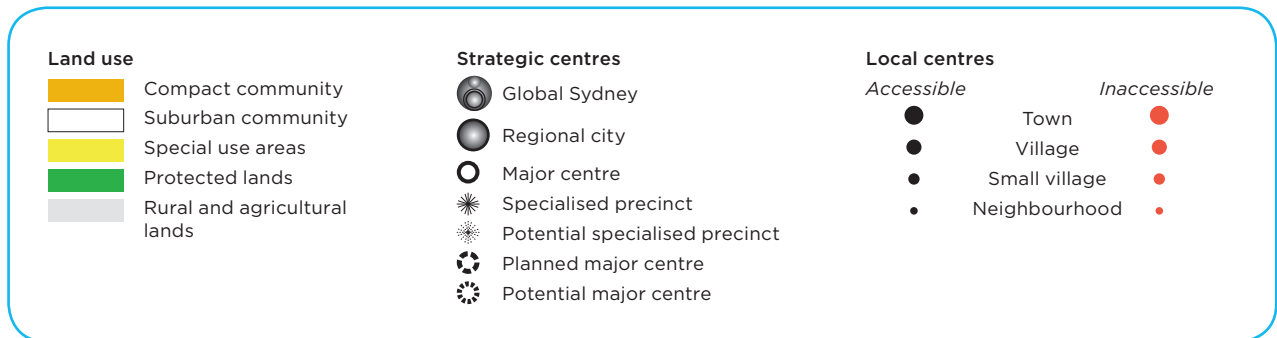 Land use
Compact community
Suburban community
Special use areas
Protected lands
Rural and agricultural
lands
Strategic centres
Global Sydney
Regional city
Major centre
Specialised precinct
Potential specialised precinct
Planned major centre
Potential major centre
Local centres
Accessible Inaccessible
Town
Village
Small village
Neighbourhood